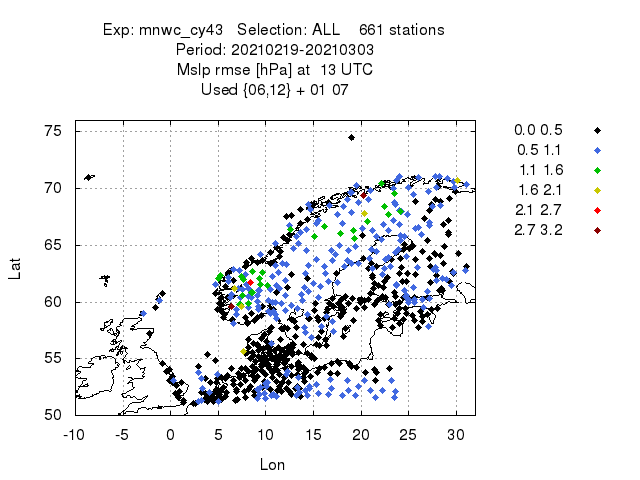 Exp: mnwc_cy43   Selection: ALL    661 stations
Period: 20210219-20210303
Mslp rmse [hPa] at  13 UTC
Used {06,12} + 01 07
0.0 0.5
0.5 1.1
1.1 1.6
1.6 2.1
2.1 2.7
2.7 3.2
75
70
65
60
55
50
Lat
-10 -5 0 5 10 15 20 25 30
Lon